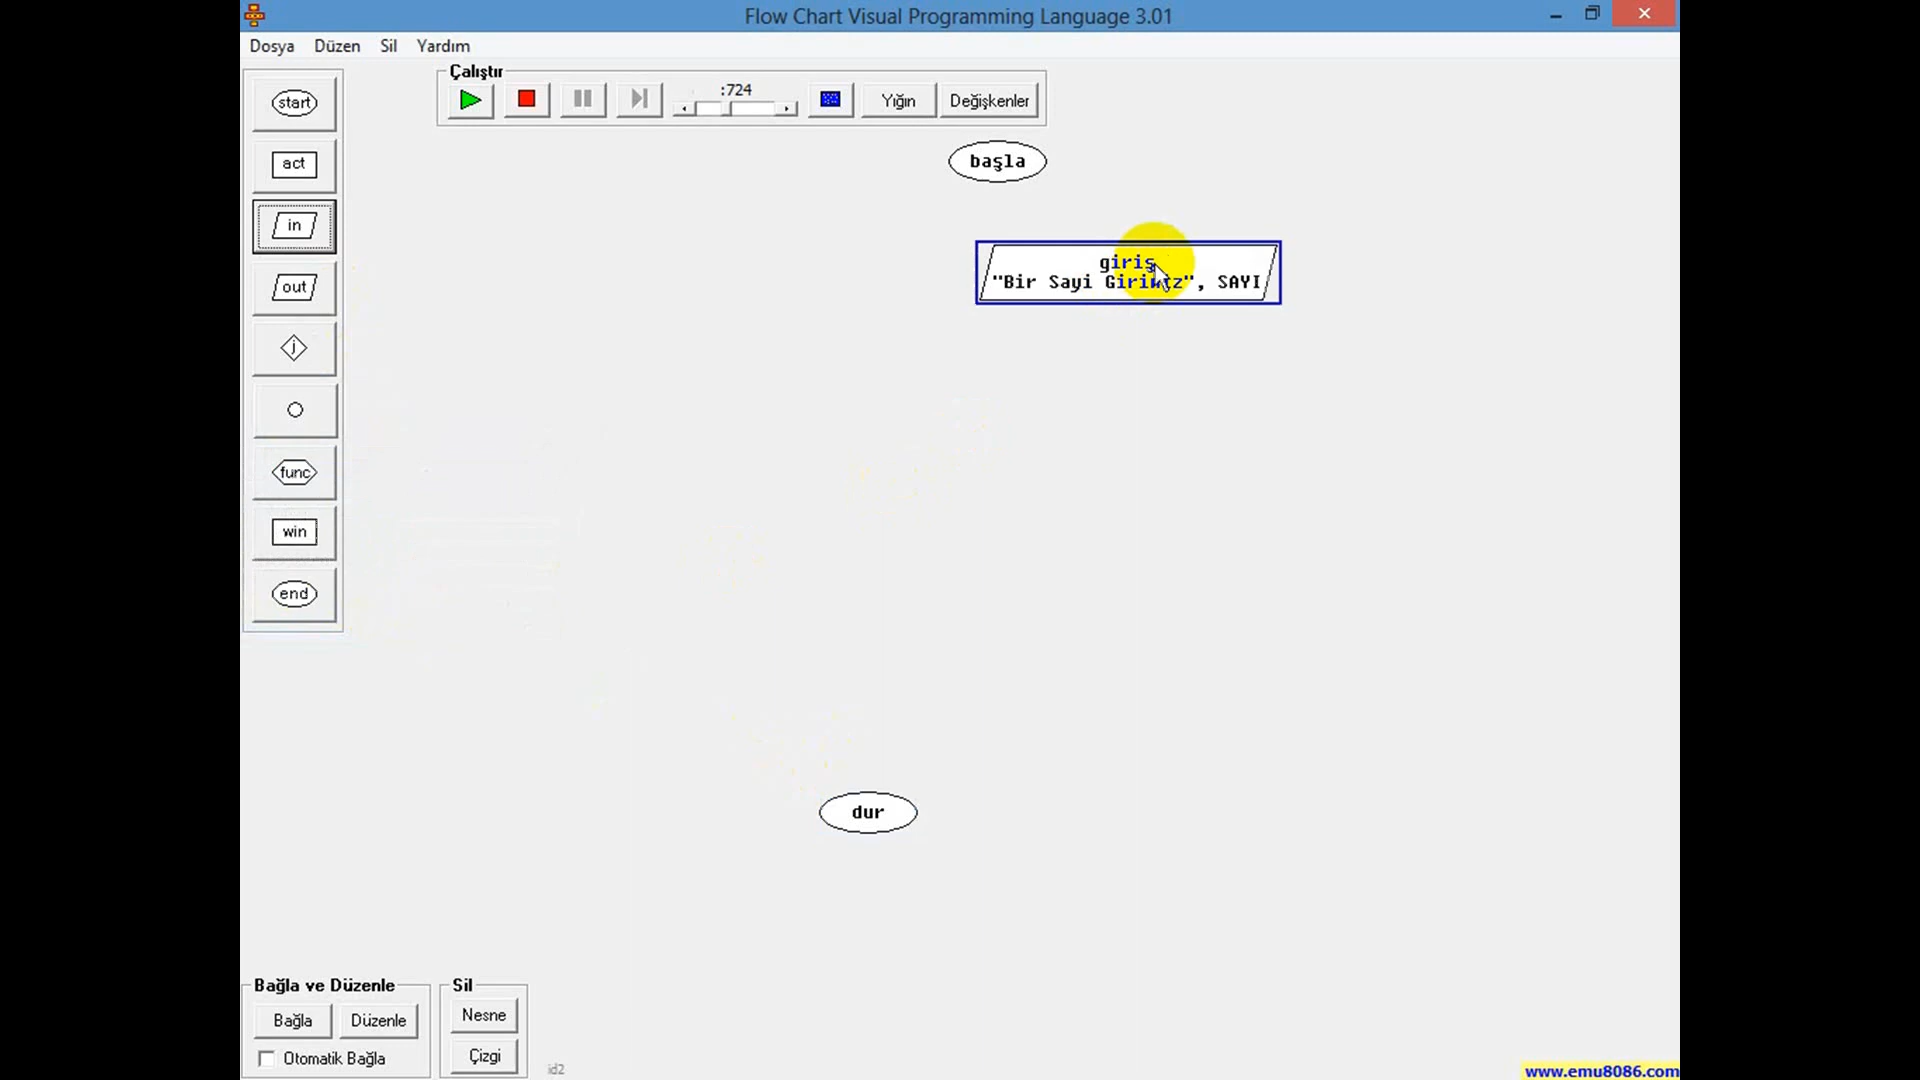 Flow Chart Visual Programming Language 3.01
Dosya Düzen Sil Yardım
Çalıştır
:724
Yığın
Değişkenler
start
act
in
out
j
func
win
end
başla
giriş
"Bir Sayi Giriniz", SAYI
dur
Bağla ve Düzenle
Bağla
Düzenle
Otomatik Bağla
Sil
Nesne
Çizgi
id2
www.emu8086.com